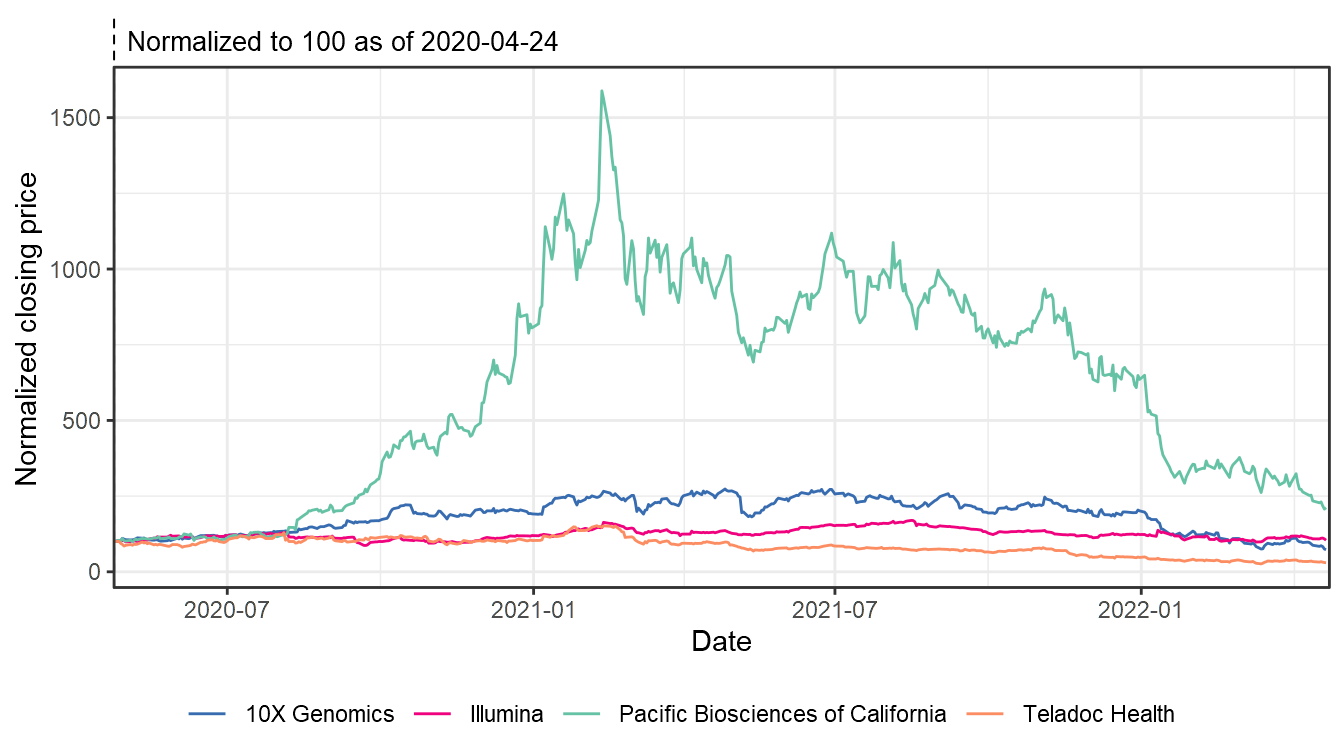 Normalized to 100 as of 2020-04-24
Normalized closing price
1500
1000
500
0
2020-07
2021-01
2021-07
2022-01
Date
10X Genomics
Illumina
Pacific Biosciences of California
Teladoc Health